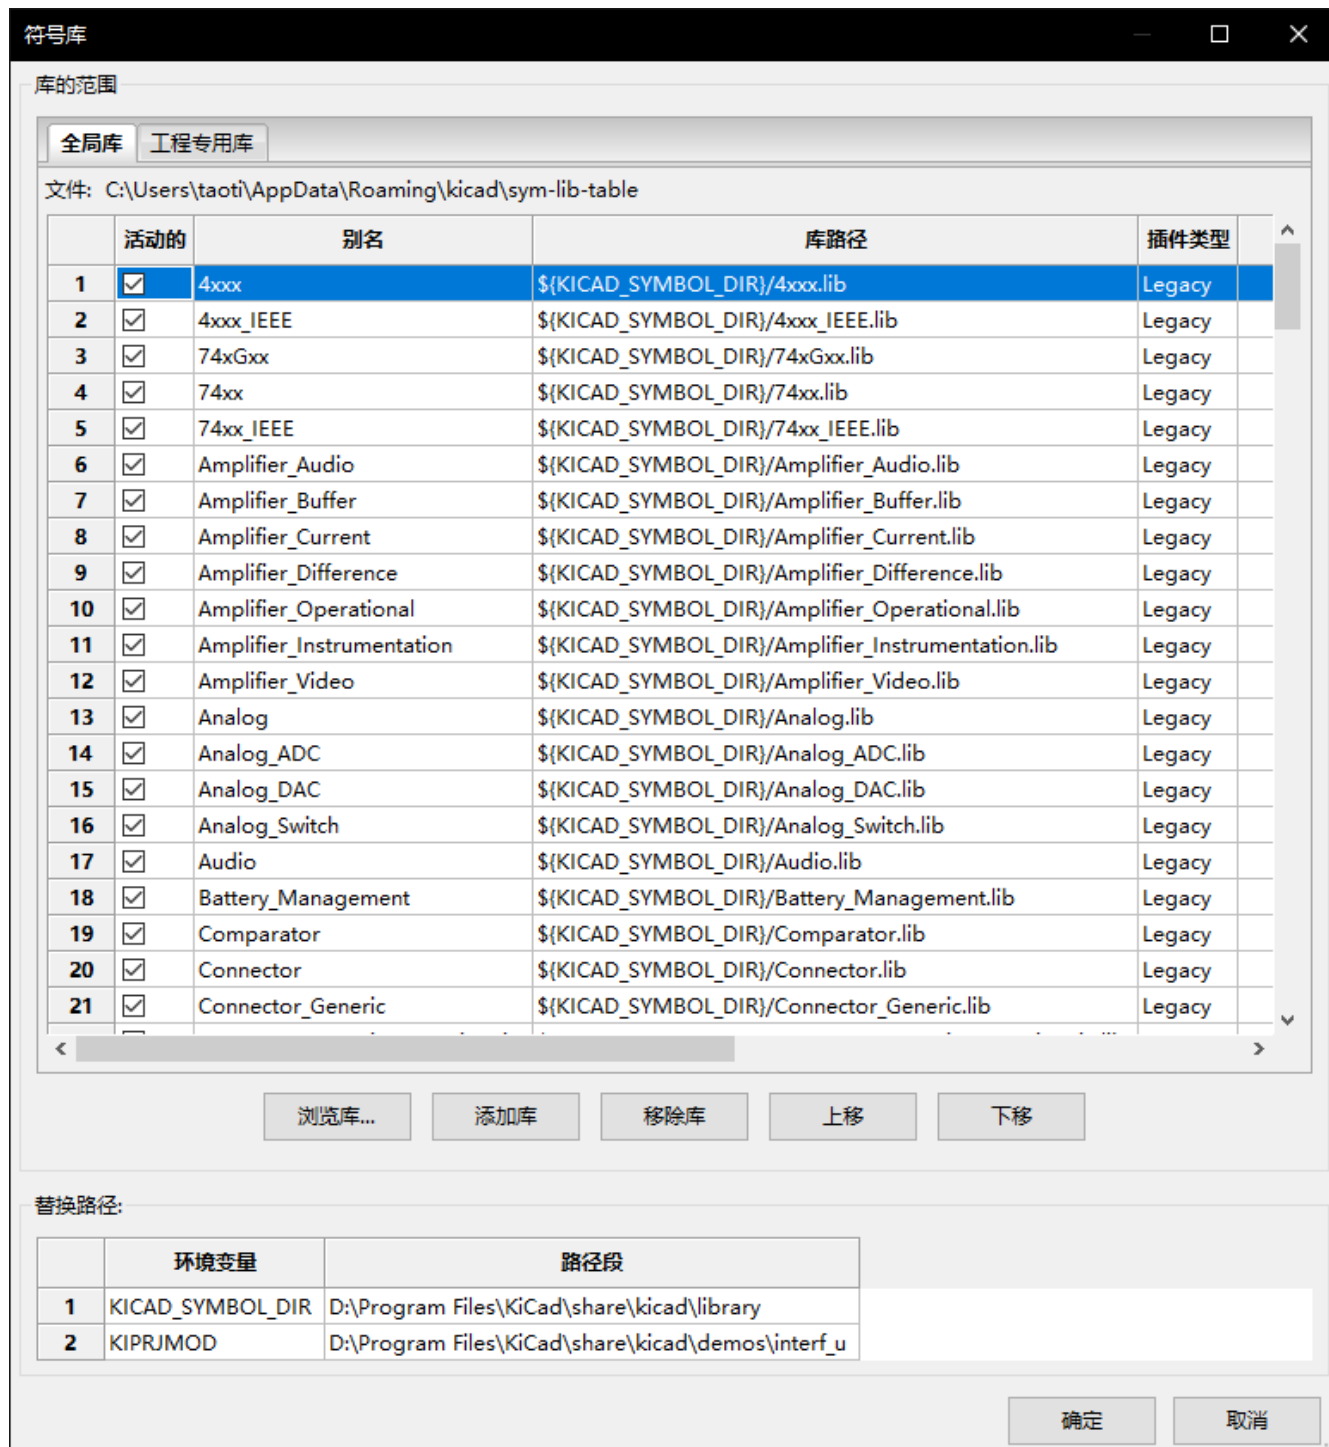 符号库
库的范围
全局库 工程专用库
文件: C:\Users\taoti\AppData\Roaming\kicad\sym-lib-table
活动的 别名 库路径 插件类型
1 4xxx ${KICAD_SYMBOL_DIR}/4xxx.lib Legacy
2 4xxx_IEEE ${KICAD_SYMBOL_DIR}/4xxx_IEEE.lib Legacy
3 74xGxx ${KICAD_SYMBOL_DIR}/74xGxx.lib Legacy
4 74xx ${KICAD_SYMBOL_DIR}/74xx.lib Legacy
5 74xx_IEEE ${KICAD_SYMBOL_DIR}/74xx_IEEE.lib Legacy
6 Amplifier_Audio ${KICAD_SYMBOL_DIR}/Amplifier_Audio.lib Legacy
7 Amplifier_Buffer ${KICAD_SYMBOL_DIR}/Amplifier_Buffer.lib Legacy
8 Amplifier_Current ${KICAD_SYMBOL_DIR}/Amplifier_Current.lib Legacy
9 Amplifier_Difference ${KICAD_SYMBOL_DIR}/Amplifier_Difference.lib Legacy
10 Amplifier_Operational ${KICAD_SYMBOL_DIR}/Amplifier_Operational.lib Legacy
11 Amplifier_Instrumentation ${KICAD_SYMBOL_DIR}/Amplifier_Instrumentation.lib Legacy
12 Amplifier_Video ${KICAD_SYMBOL_DIR}/Amplifier_Video.lib Legacy
13 Analog ${KICAD_SYMBOL_DIR}/Analog.lib Legacy
14 Analog_ADC ${KICAD_SYMBOL_DIR}/Analog_ADC.lib Legacy
15 Analog_DAC ${KICAD_SYMBOL_DIR}/Analog_DAC.lib Legacy
16 Analog_Switch ${KICAD_SYMBOL_DIR}/Analog_Switch.lib Legacy
17 Audio ${KICAD_SYMBOL_DIR}/Audio.lib Legacy
18 Battery_Management ${KICAD_SYMBOL_DIR}/Battery_Management.lib Legacy
19 Comparator ${KICAD_SYMBOL_DIR}/Comparator.lib Legacy
20 Connector ${KICAD_SYMBOL_DIR}/Connector.lib Legacy
21 Connector_Generic ${KICAD_SYMBOL_DIR}/Connector_Generic.lib Legacy
浏览库... 添加库 移除库 上移 下移
替换路径:
环境变量 路径段
1 KICAD_SYMBOL_DIR D:\Program Files\KiCad\share\kicad\library
2 KIPRJMOD D:\Program Files\KiCad\share\kicad\demos\interf_u
确定 取消